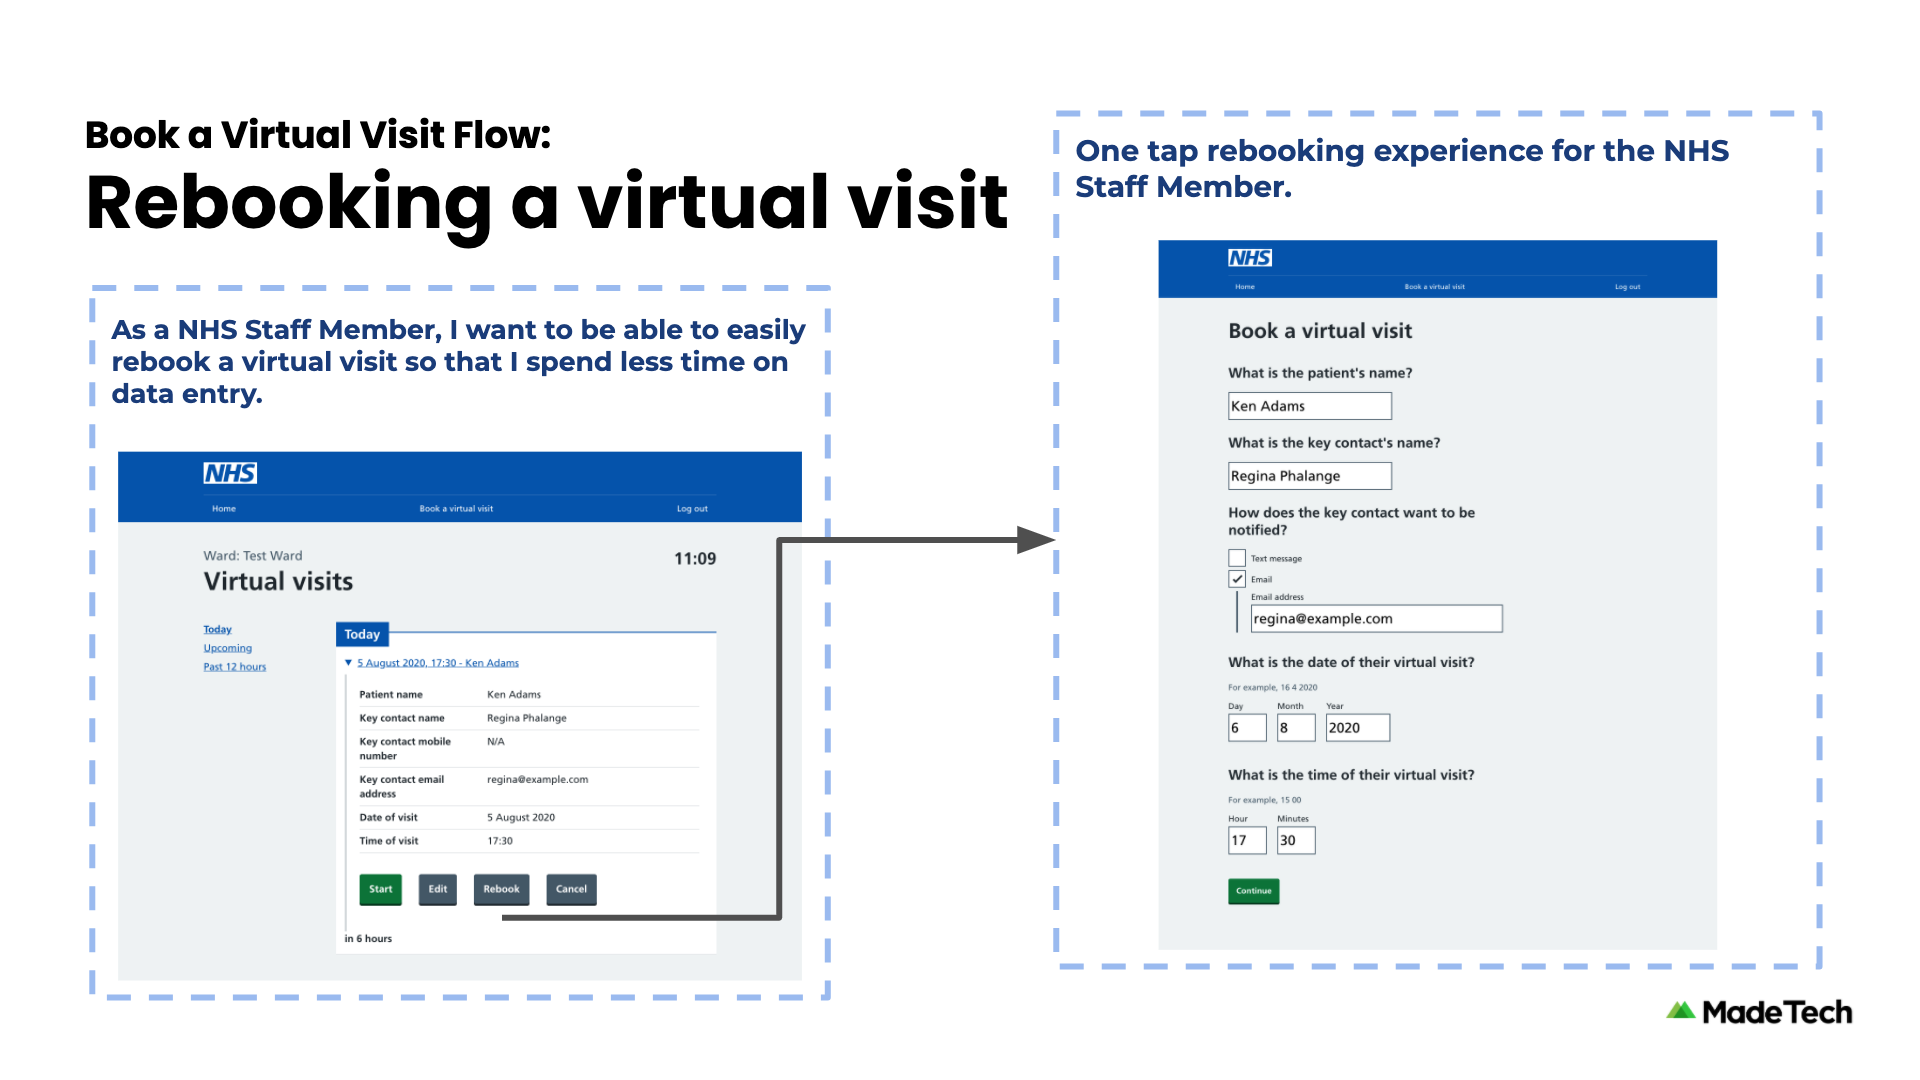 Book a Virtual Visit Flow:
Rebooking a virtual visit
As a NHS Staff Member, I want to be able to easily
rebook a virtual visit so that I spend less time on
data entry.
NHS
Home Book a virtual visit Log out
Ward: Test Ward
11:09
Virtual visits
Today
Upcoming
Past 12 hours
Today
5 August 2020, 17:30 - Ken Adams
Patient name Ken Adams
Key contact name Regina Phalange
Key contact mobile N/A
number
Key contact email regina@example.com
address
Date of visit 5 August 2020
Time of visit 17:30
Start Edit Rebook Cancel
in 6 hours
One tap rebooking experience for the NHS
Staff Member.
NHS
Home Book a virtual visit Log out
Book a virtual visit
What is the patient's name?
Ken Adams
What is the key contact's name?
Regina Phalange
How does the key contact want to be
notified?
Text message
Email
Email address
regina@example.com
What is the date of their virtual visit?
For example, 16 4 2020
Day Month Year
6 8 2020
What is the time of their virtual visit?
For example, 15 00
Hour Minutes
17 30
Continue
MadeTech